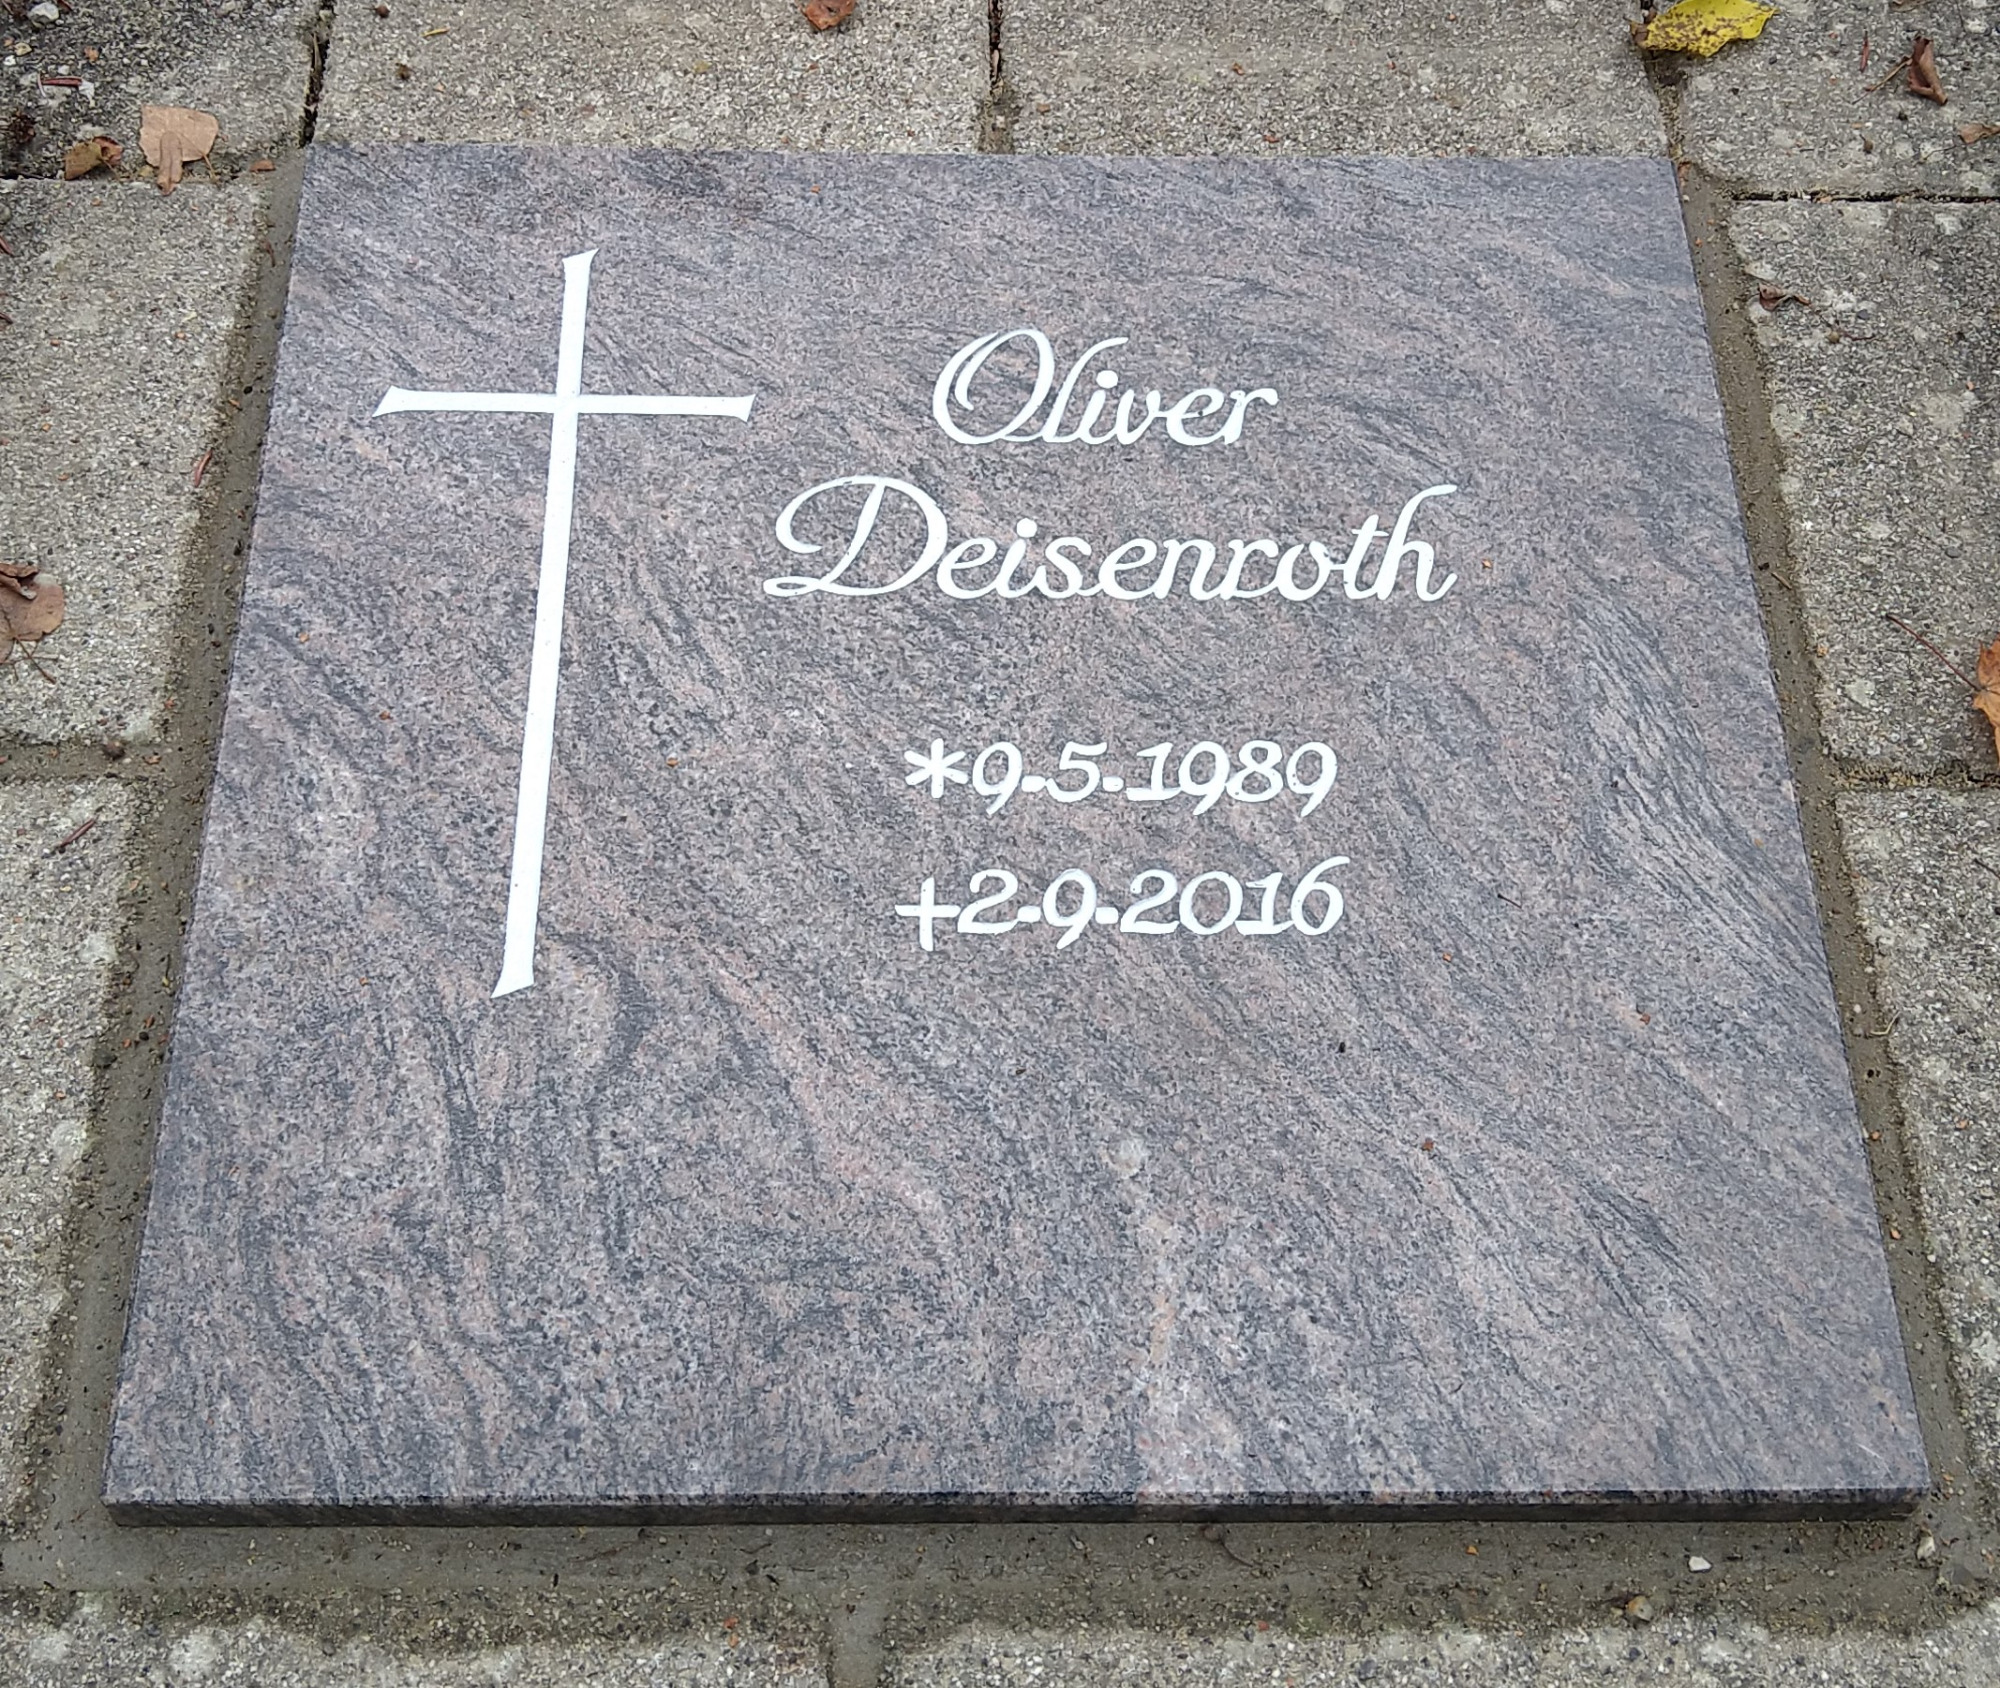 Oliver
Deisenroth
*9.5.1989
+2.9.2016